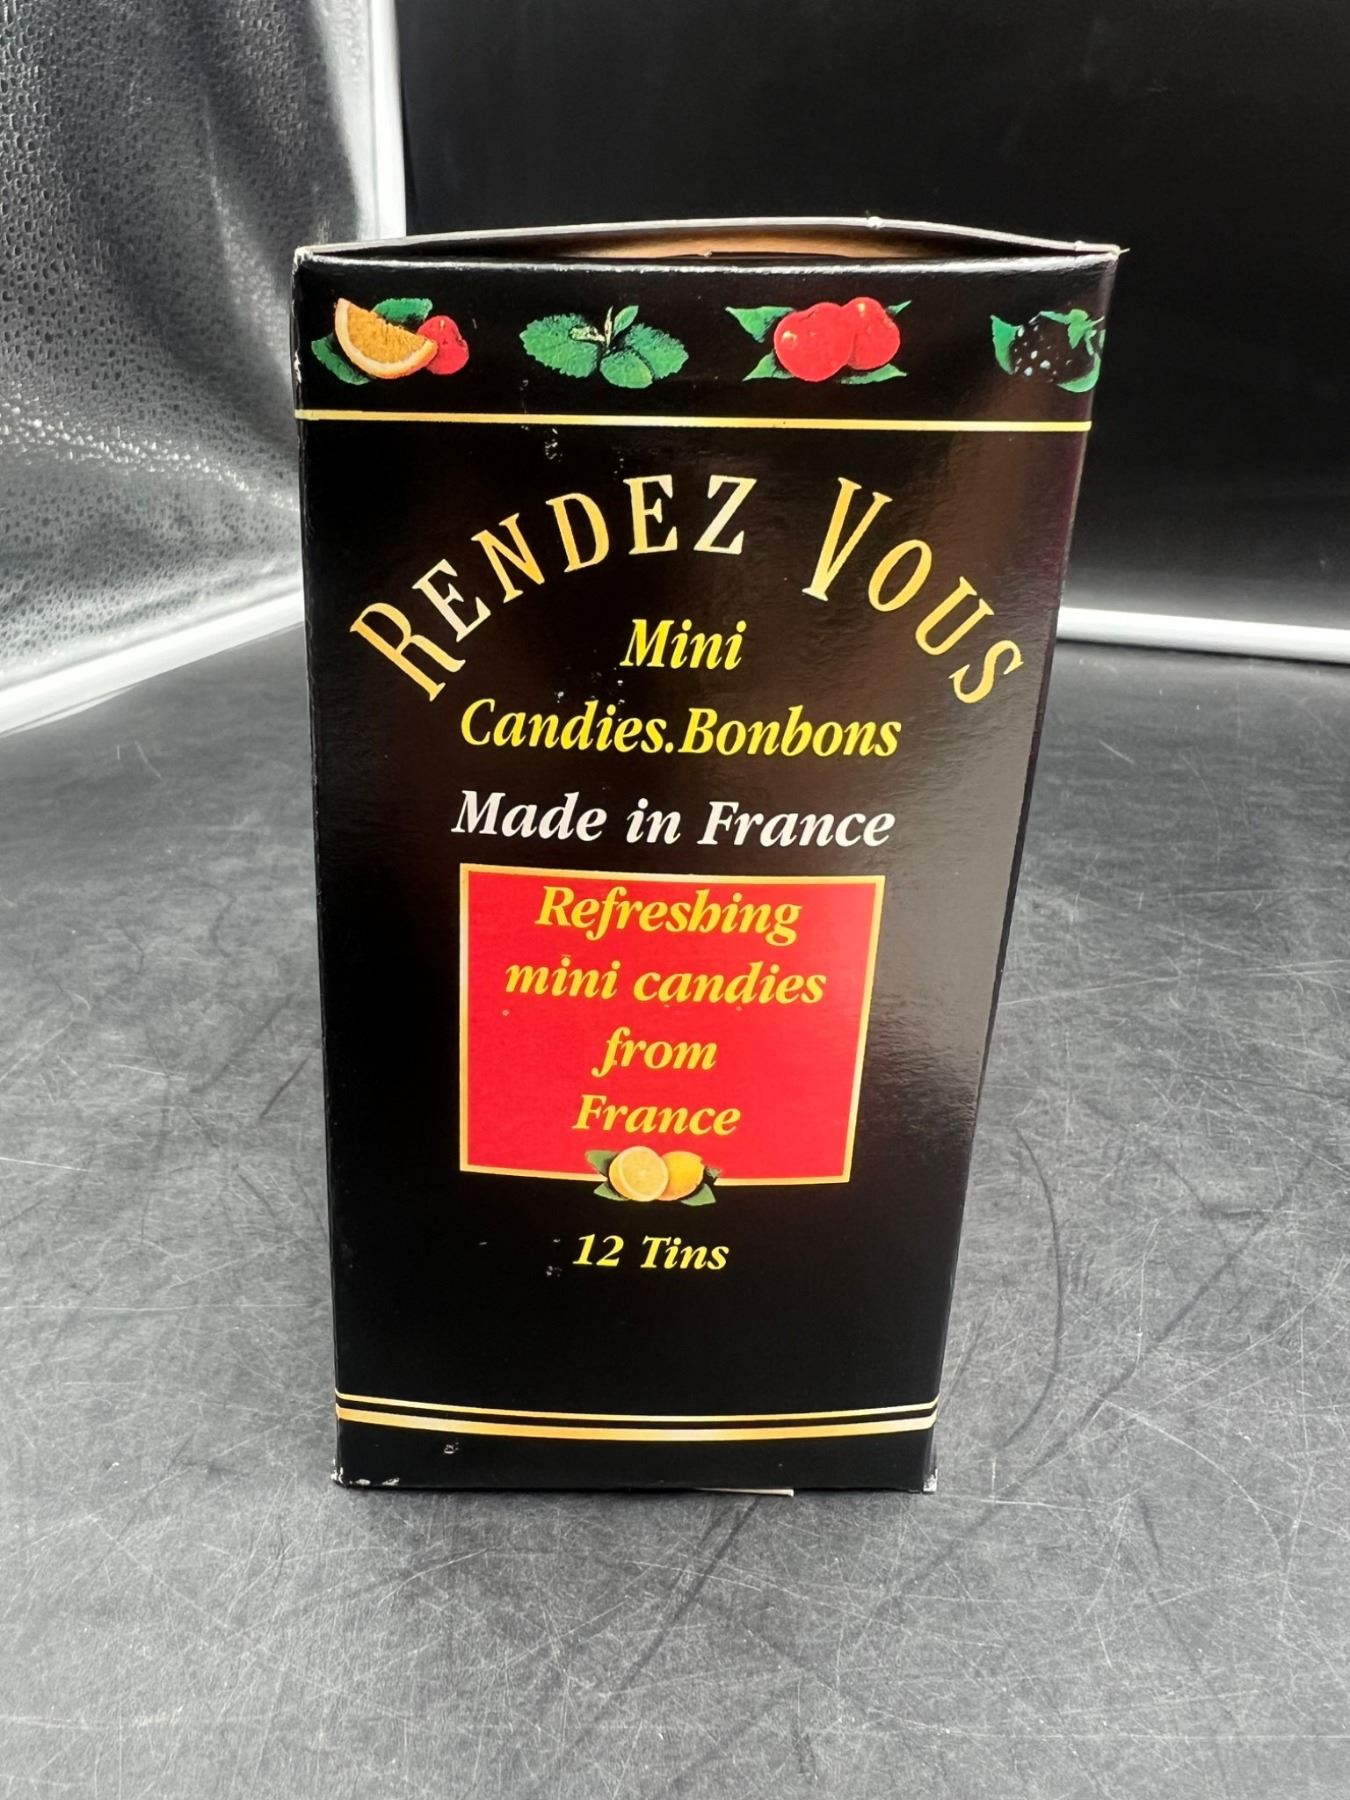 RENDEZ VOUS
Mini
Candies.Bonbons
Made in France
Refreshing
mini candies
from
France
12 Tins